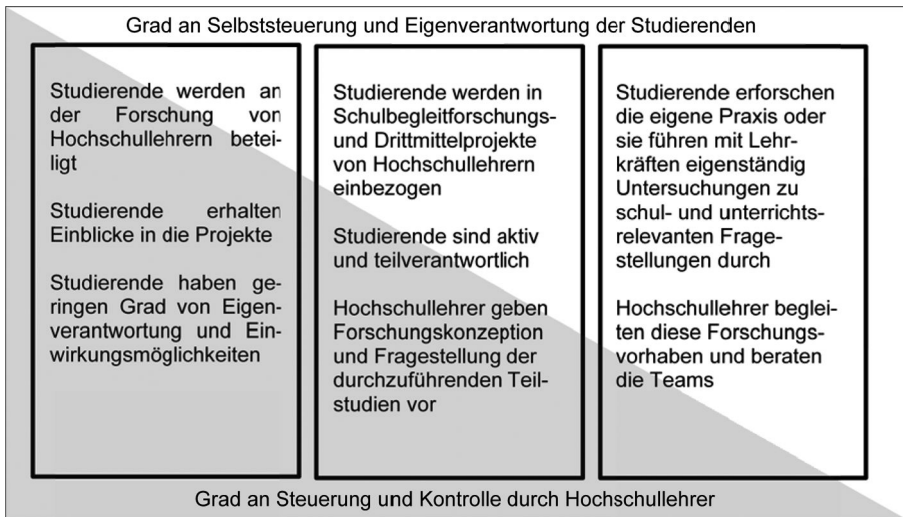 Grad an Selbststeuerung und Eigenverantwortung der Studierenden
Studierende werden an
der Forschung von
Hochschullehrern betei-
ligt
Studierende erhalten
Einblicke in die Projekte
Studierende haben ge-
ringen Grad von Eigen-
verantwortung und Ein-
wirkungsmöglichkeiten
Studierende werden in
Schulbegleitforschungs-
und Drittmittelprojekte
von Hochschullehrern
einbezogen
Studierende sind aktiv
und teilverantwortlich
Hochschullehrer geben
Forschungskonzeption
und Fragestellung der
durchzuführenden Teil-
studien vor
Studierende erforschen
die eigene Praxis oder
sie führen mit Lehr-
kräften eigenständig
Untersuchungen zu
schul- und unterrichts-
relevanten Frage-
stellungen durch
Hochschullehrer beglei-
ten diese Forschungs-
vorhaben und beraten
die Teams
Grad an Steuerung und Kontrolle durch Hochschullehrer